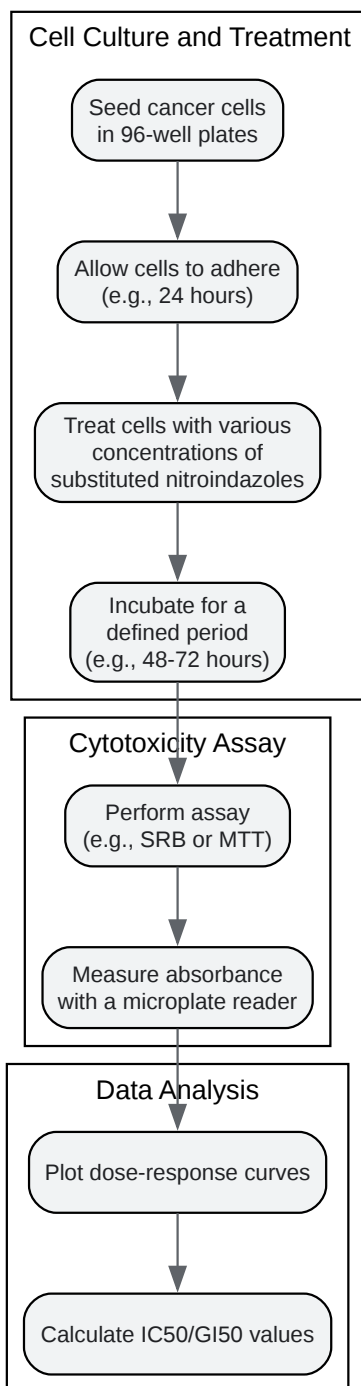 Cell Culture and Treatment
Seed cancer cells
in 96-well plates
Allow cells to adhere
(e.g., 24 hours)
Treat cells with various
concentrations of
substituted nitroindazoles
Incubate for a
defined period
(e.g., 48-72 hours)
Cytotoxicity Assay
Perform assay
(e.g., SRB or MTT)
Measure absorbance
with a microplate reader
Data Analysis
Plot dose-response curves
Calculate IC50/GI50 values